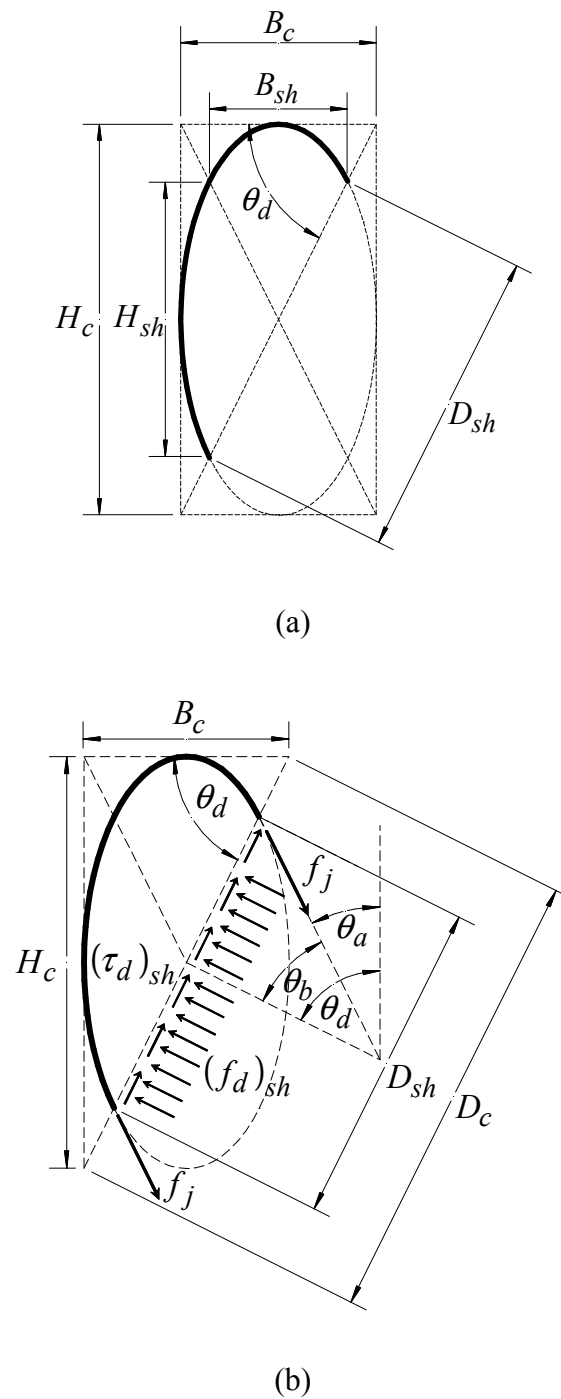 B_c
B_sh
θ_d
H_c
H_sh
D_sh
(a)
B_c
θ_d
f_j
θ_a
H_c
(τ_d)_sh
θ_b
θ_d
(f_d)_sh
D_sh
D_c
f_j
(b)